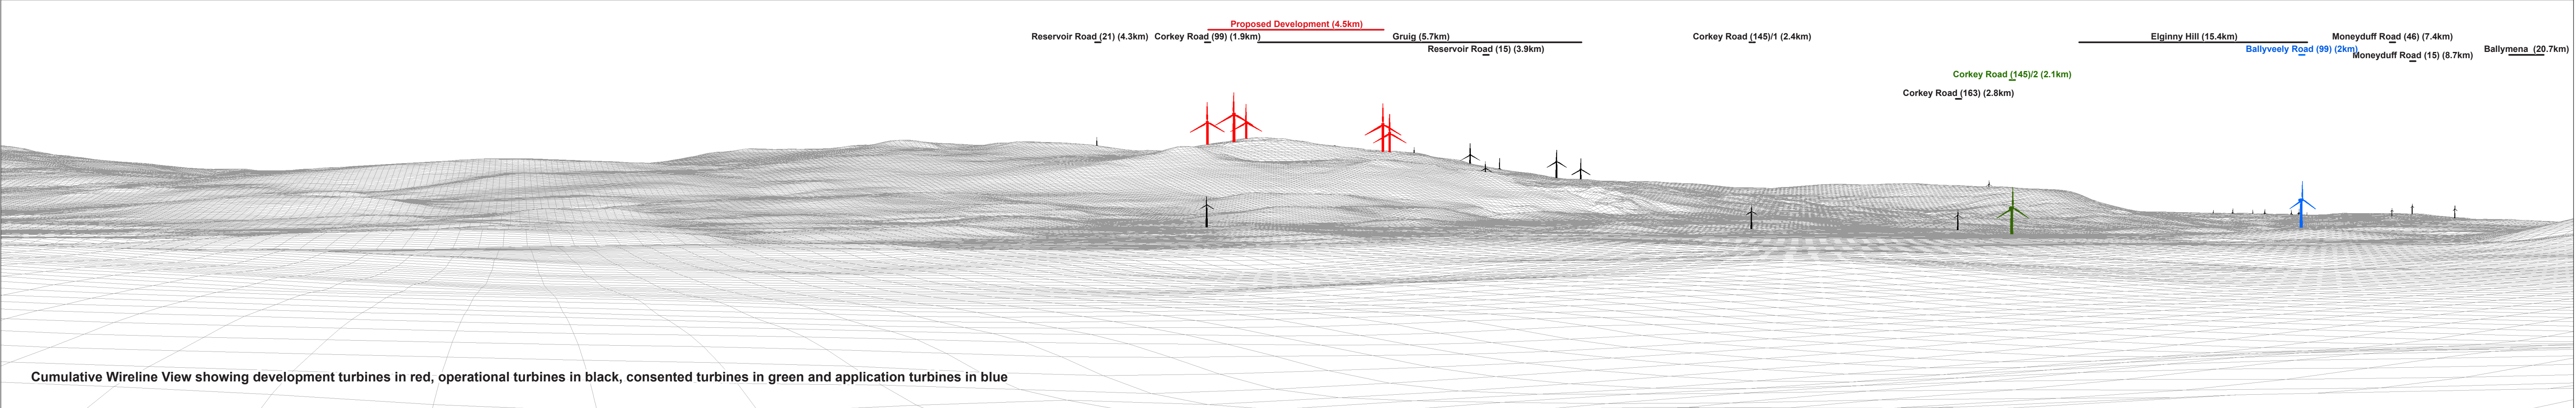 Proposed Development (4.5km)
Reservoir Road (21) (4.3km)
Corkey Road (99) (1.9km)
Gruig (5.7km)
Corkey Road (145)/1 (2.4km)
Elginny Hill (15.4km)
Moneyduff Road (46) (7.4km)
Reservoir Road (15) (3.9km)
Ballyveely Road (99) (2km)
Moneyduff Road (15) (8.7km)
Ballymena (20.7km)
Corkey Road (145)/2 (2.1km)
Corkey Road (163) (2.8km)
Cumulative Wireline View showing development turbines in red, operational turbines in black, consented turbines in green and application turbines in blue